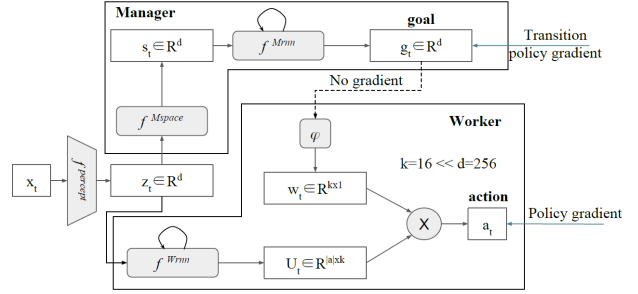 Manager
goal
s_t ∈ R^d
f^Mrnn
g_t ∈ R^d
Transition
policy gradient
No gradient
f^Mspace
Worker
φ
f^percept
k=16 << d=256
x_t
z_t ∈ R^d
w_t ∈ R^kx1
action
X
a_t
Policy gradient
f^Wrnn
U_t ∈ R^|a|xk